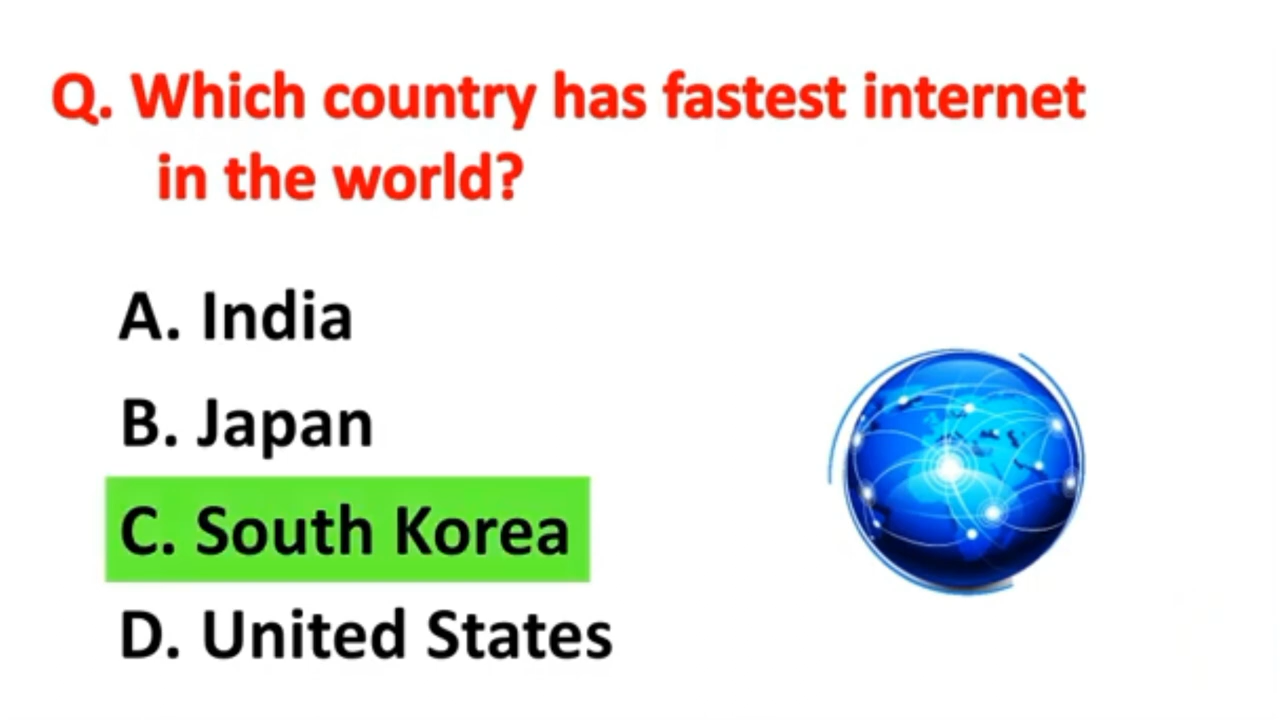 Q. Which country has fastest internet
in the world?
A. India
B. Japan
C. South Korea
D. United States